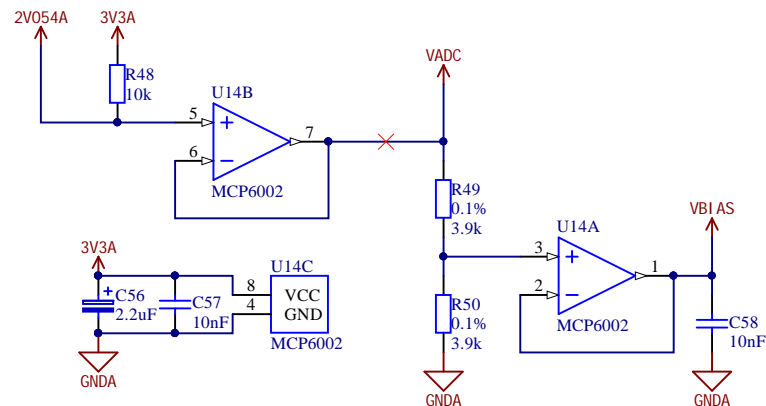 2V054A
3V3A
VADC
R48
10k
U14B
5
+
7
6
−
MCP6002
R49
0.1%
3.9k
U14A
VBIAS
3V3A
U14C
3
+
1
2
−
C56
2.2uF
+
C57
10nF
8
VCC
4
GND
MCP6002
R50
0.1%
3.9k
MCP6002
C58
10nF
GNDA
GNDA
GNDA